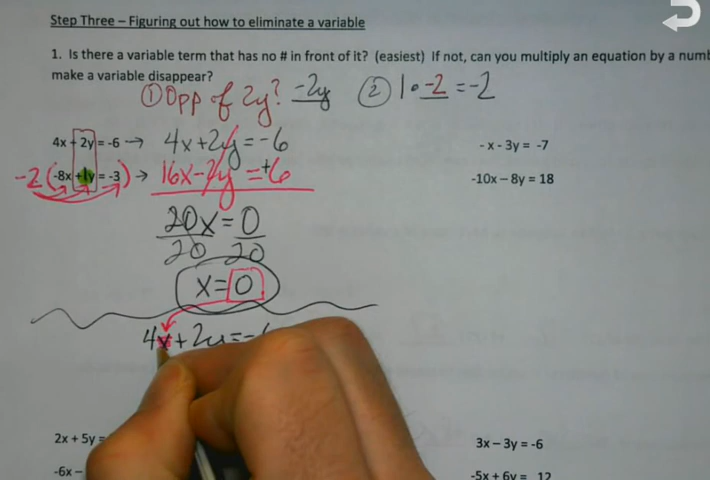 Step Three – Figuring out how to eliminate a variable
1. Is there a variable term that has no # in front of it? (easiest) If not, can you multiply an equation by a
make a variable disappear?
① Opp of 2y? -2y ② 1 • -2 = -2
4x + 2y = -6 → 4x + 2y = -6
-2 ( -8x + 1y = -3 ) → 16x - 2y = +6
20x = 0
20 20
x = 0
4x + 2y = -6
- x - 3y = -7
-10x – 8y = 18
2x + 5y =
-6x –
3x – 3y = -6
-5x + 6y = 12